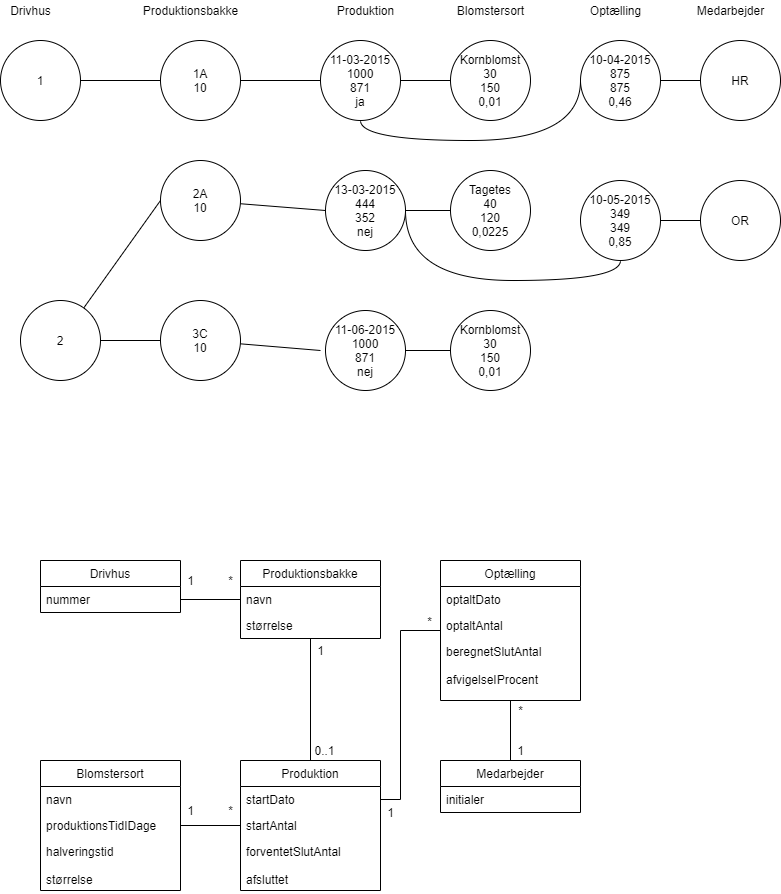 Drivhus
Produktionsbakke
Produktion
Blomstersort
Optælling
Medarbejder
1
1A
10
11-03-2015
1000
871
ja
Kornblomst
30
150
0,01
10-04-2015
875
875
0,46
HR
2A
10
13-03-2015
444
352
nej
Tagetes
40
120
0,0225
10-05-2015
349
349
0,85
OR
2
3C
10
11-06-2015
1000
871
nej
Kornblomst
30
150
0,01
Drivhus
nummer
1
*
Produktionsbakke
navn
størrelse
1
0..1
Optælling
optaltDato
optaltAntal
beregnetSlutAntal
afvigelseIProcent
*
*
1
Blomstersort
navn
produktionsTidIDage
halveringstid
størrelse
1
*
Produktion
startDato
startAntal
forventetSlutAntal
afsluttet
1
Medarbejder
initialer